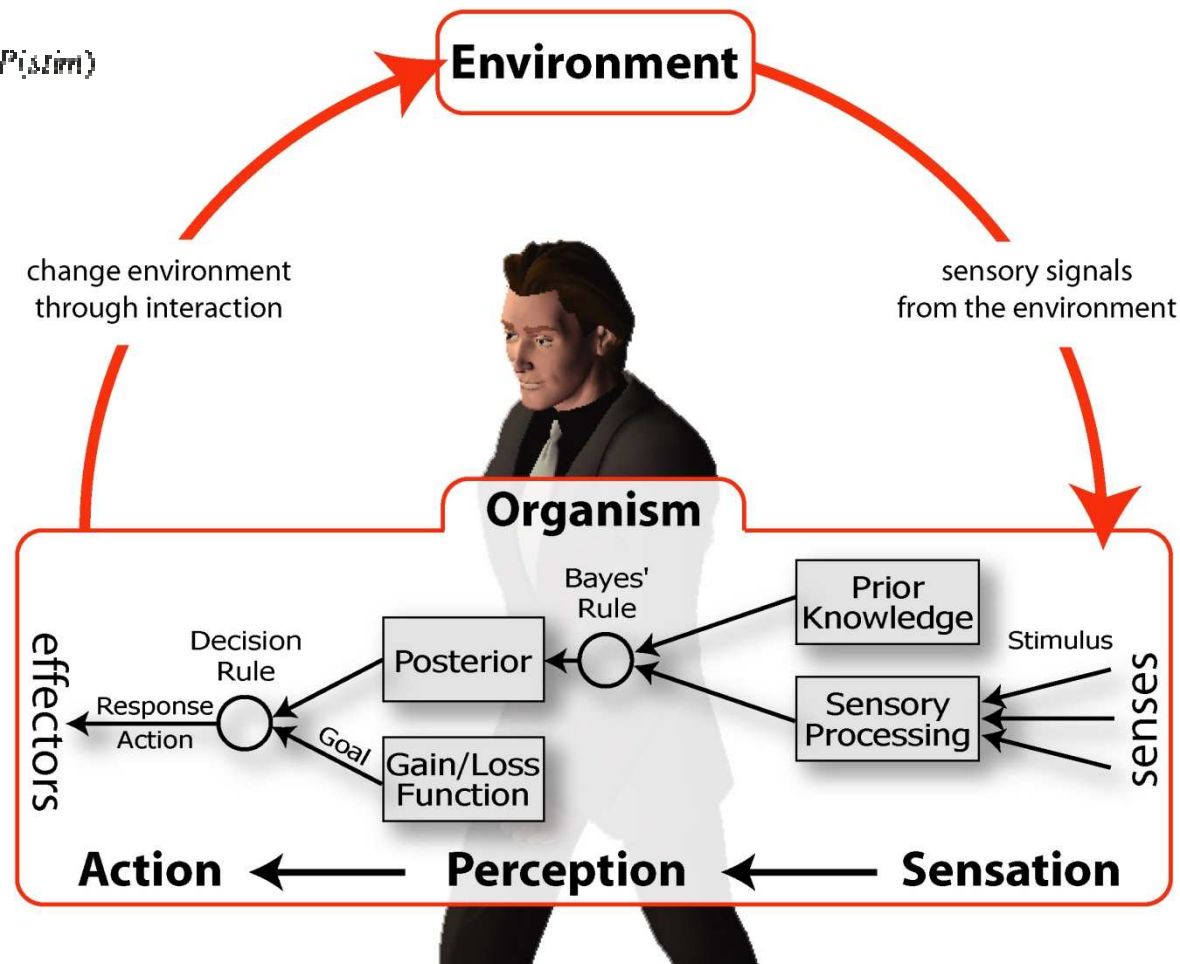 Environment
change environment
through interaction
sensory signals
from the environment
Organism
Bayes'
Rule
Prior
Knowledge
Decision
Rule
Posterior
Stimulus
effectors
Response
Action
Goal
Gain/Loss
Function
Sensory
Processing
senses
Action
Perception
Sensation